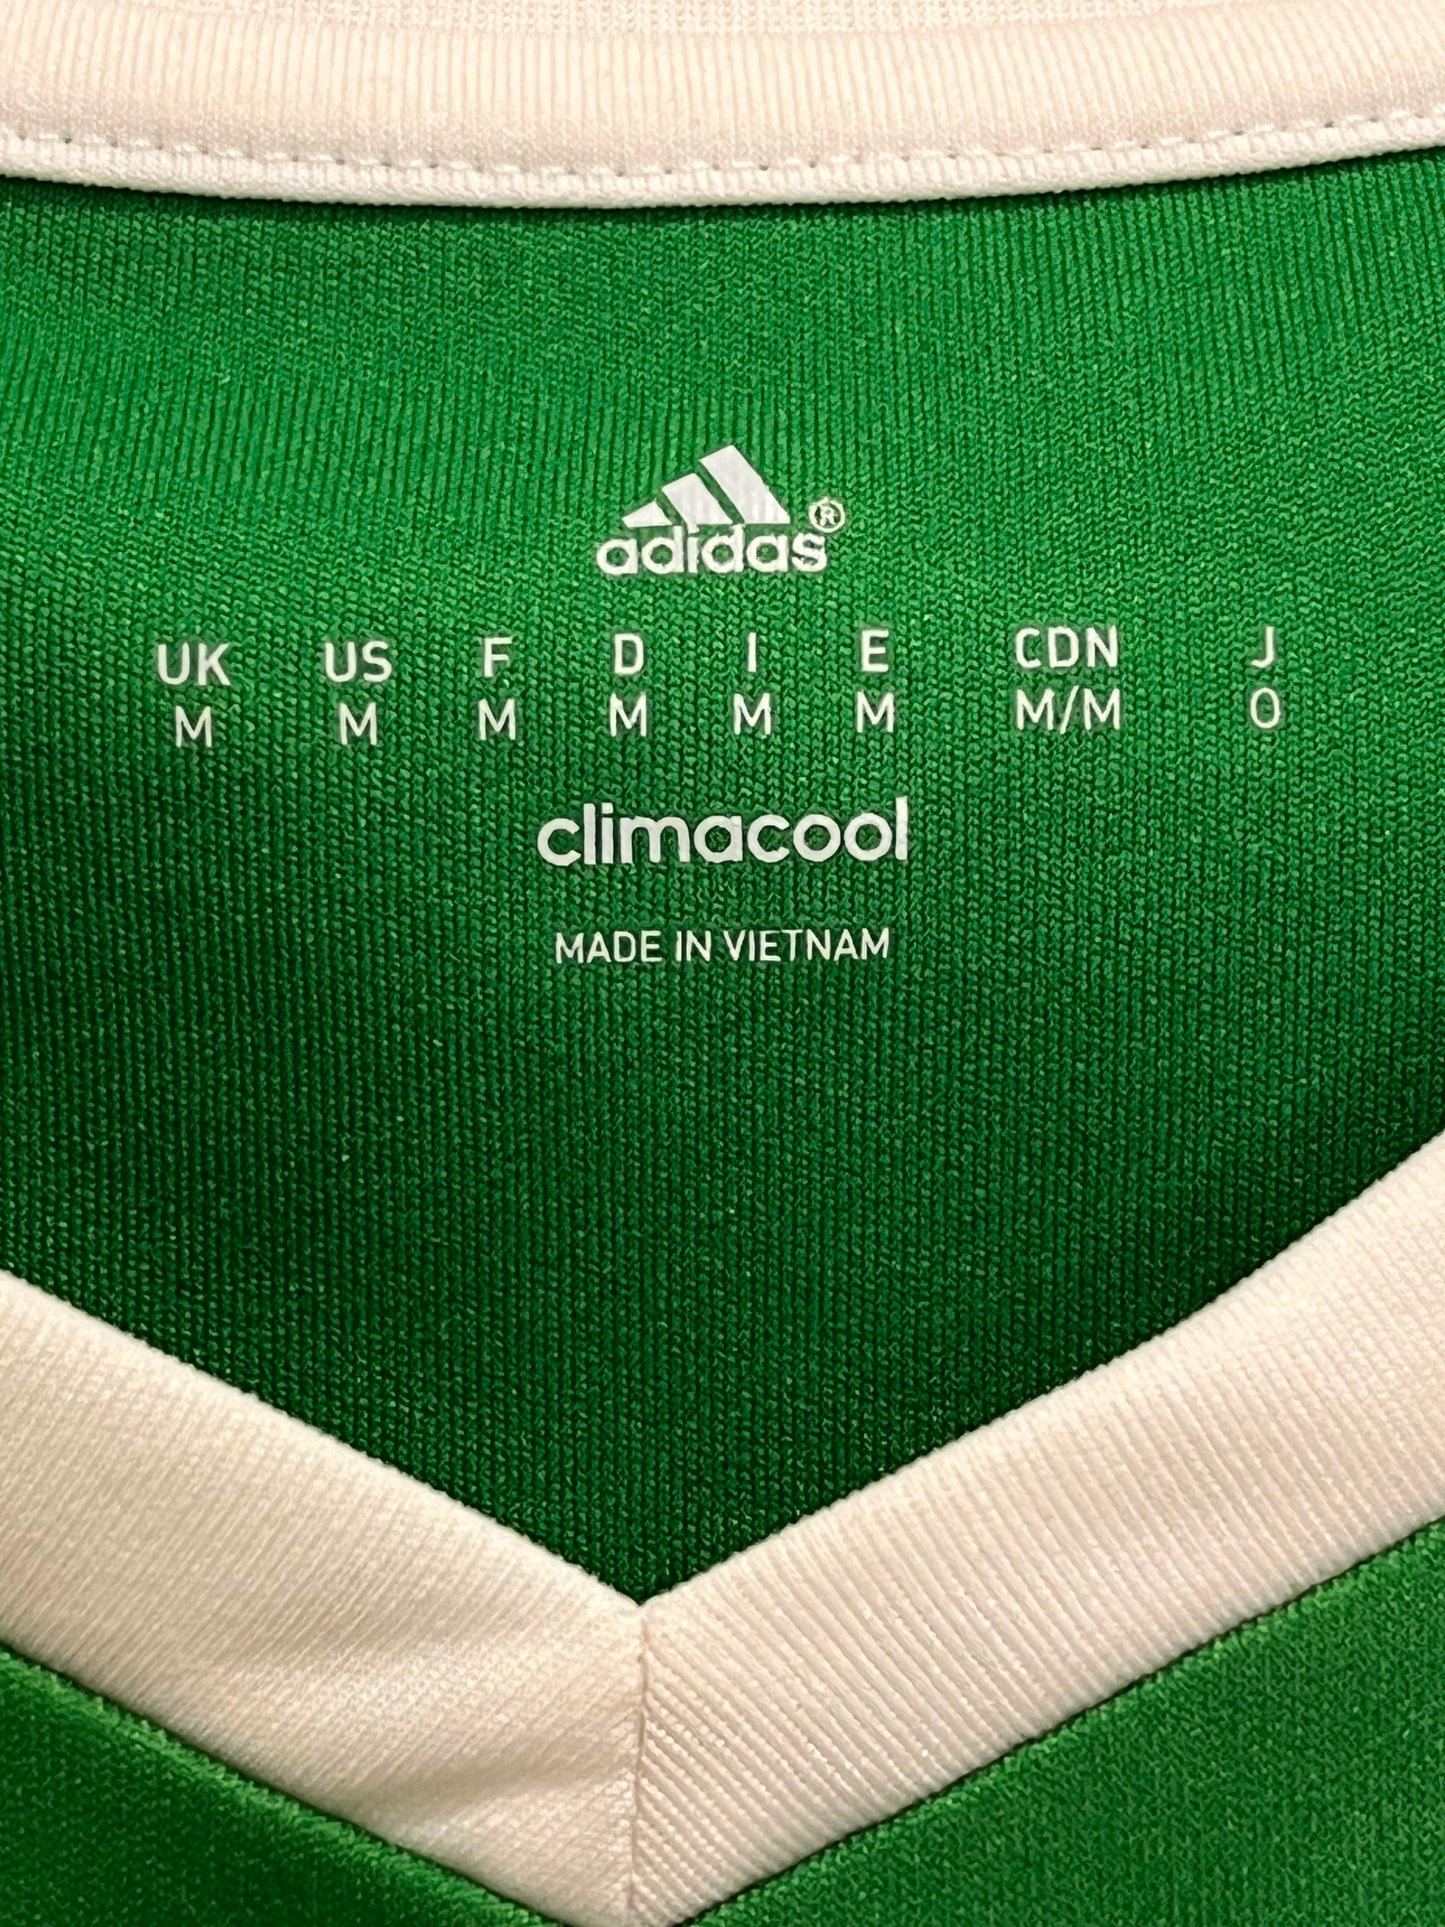 adidas®
UK US F D I E CDN J
M M M M M M M/M O
climacool
MADE IN VIETNAM